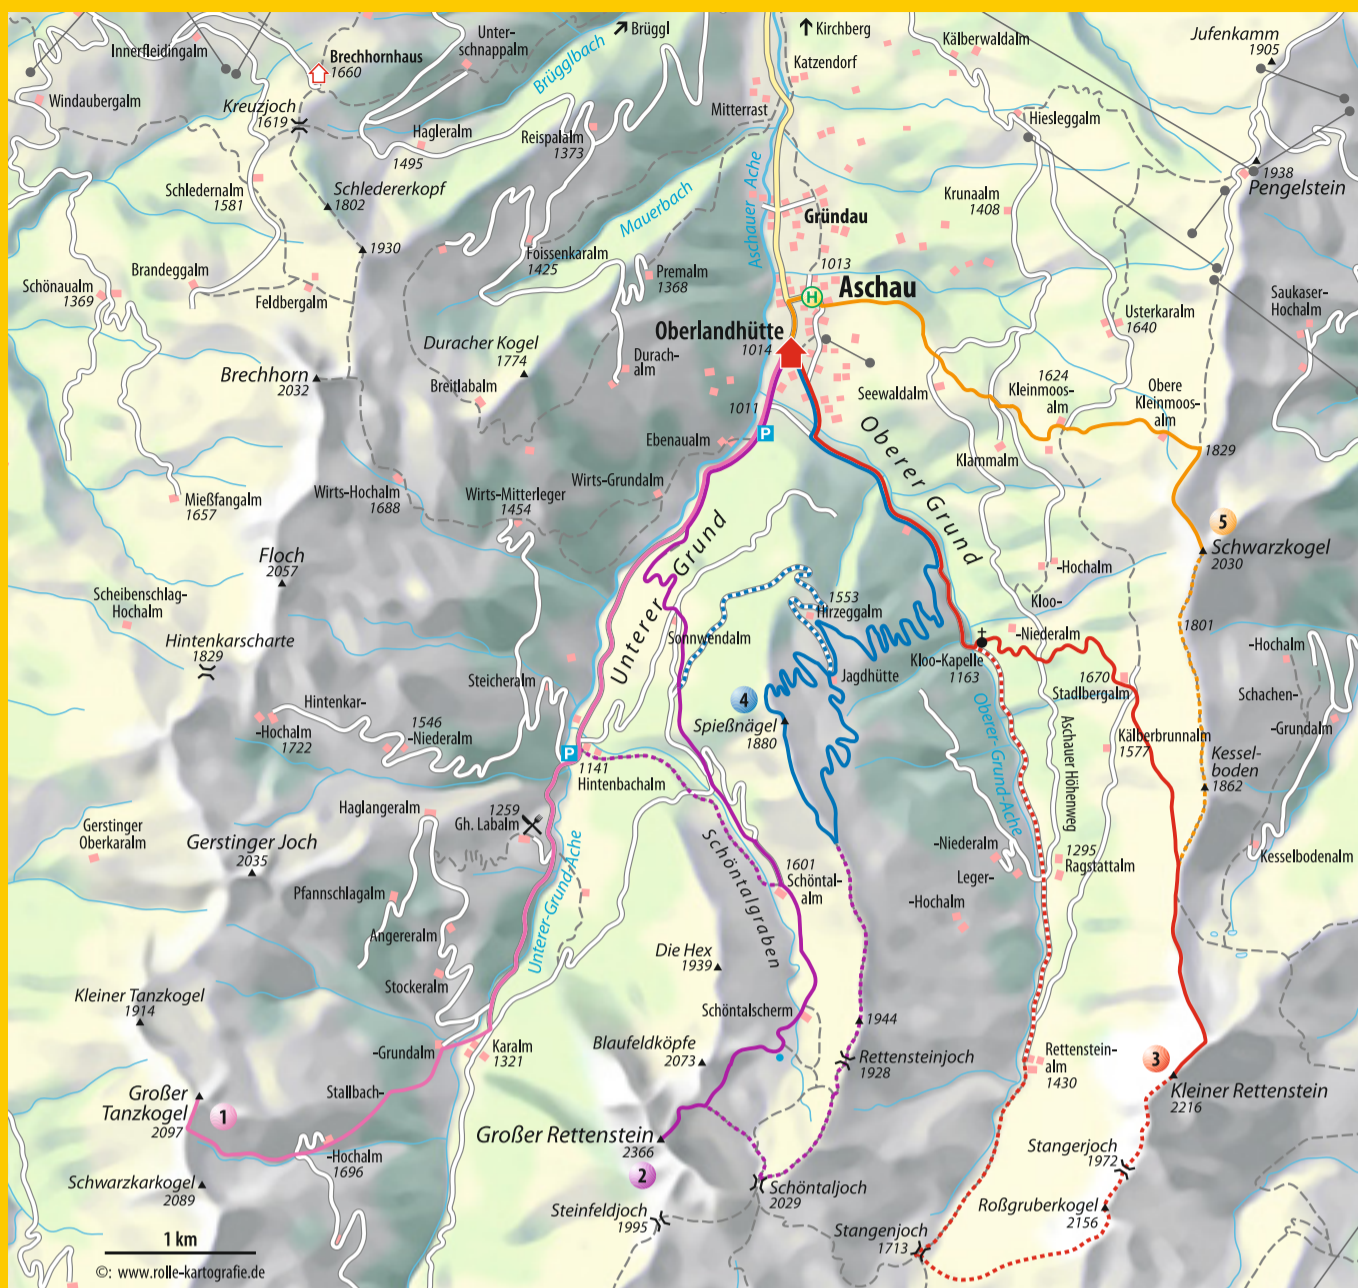 Innerfleidingalm
Brechhornhaus
1660
Unter-
schnappalm
Brüggl
Brügglbach
Kirchberg
Katzendorf
Kälberwaldalm
Jufenkamm
1905
Windaubergalm
Kreuzjoch
1619
Hagleralm
1495
Reispalalm
1373
Mitterrast
Hiesleggalm
1938
Pengelstein
Schledernalm
1581
Schledererkopf
1802
Mauerbach
Aschauer Ache
Gründau
Krunaalm
1408
1930
Foissenkaralm
1425
Premalm
1368
1013
H
Aschau
Schönaualm
1369
Brandeggalm
Feldbergalm
Oberlandhütte
1014
Usterkaralm
1640
Saukaser-
Hochalm
Duracher Kogel
1774
Durach-
alm
Brechhorn
2032
Breitlabalm
1011
Seewaldalm
1624
Kleinmoos-
alm
Obere
Kleinmoos-
alm
1829
Ebenaualm
P
Oberer Grund
Klammalm
Mießfangalm
1657
Wirts-Hochalm
1688
Wirts-Mitterleger
1454
Wirts-Grundalm
5
Schwarzkogel
2030
Floch
2057
Unterer Grund
-Hochalm
Kloo-
-Niederalm
Scheibenschlag-
Hochalm
1553
Hirzeggalm
1801
Hintenkarscharte
1829
Sonnwendalm
Jagdhütte
Kloo-Kapelle
1163
-Hochalm
Schachen-
-Grundalm
Steicheralm
4
Spießnägel
1880
1670
Stadlbergalm
Hintenkar-
-Hochalm
1722
1546
-Niederalm
Oberer-Grund-Ache
Aschauer Höhenweg
Kälberbrunnalm
1577
Kessel-
boden
1862
P
1141
Hintenbachalm
Haglangeralm
1259
Gh. Labalm
Gerstinger
Oberkaralm
Gerstinger Joch
2035
Schöntalgraben
1601
Schöntal-
alm
-Niederalm
Leger-
-Hochalm
1295
Ragstattalm
Kesselbodenalm
Pfannschlagalm
Angereralm
Unterer-Grund-Ache
Die Hex
1939
Stockeralm
Kleiner Tanzkogel
1914
Schöntalscherm
1944
-Grundalm
Karalm
1321
Blaufeldköpfe
2073
Rettensteinjoch
1928
Rettenstein-
alm
1430
3
Kleiner Rettenstein
2216
Großer
Tanzkogel
2097
1
Stallbach-
-Hochalm
1696
Großer Rettenstein
2366
2
Stangerjoch
1972
Schwarzkarkogel
2089
Schöntaljoch
2029
Steinfeldjoch
1995
Roßgruberkogel
2156
Stangenjoch
1713
1 km
©: www.rolle-kartografie.de